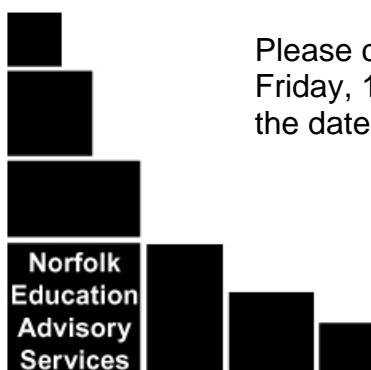 Please
Friday,
the date
Norfolk
Education
Advisory
Services